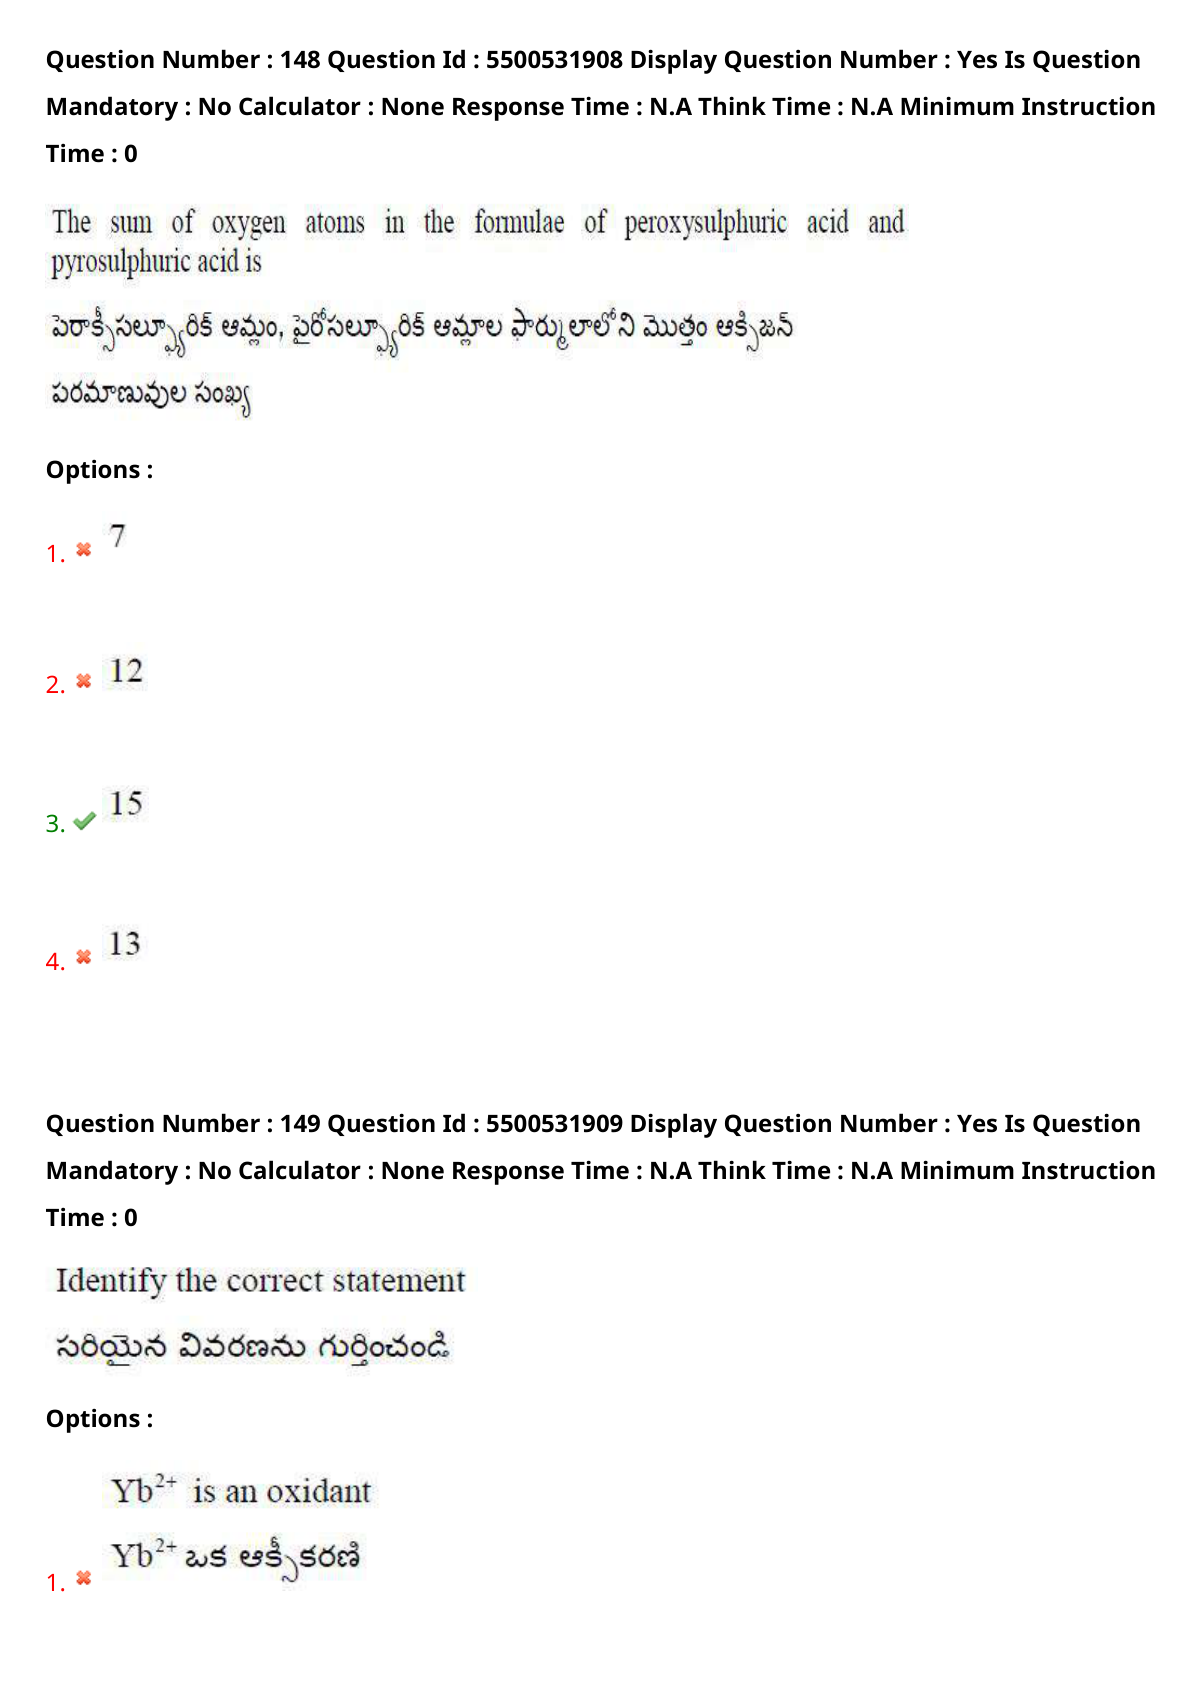 Question Number : 148 Question Id : 5500531908 Display Question Number : Yes Is Question
Mandatory : No Calculator : None Response Time : N.A Think Time : N.A Minimum Instruction
Time : 0
The sum of oxygen atoms in the formulae of peroxysulphuric acid and
pyrosulphuric acid is
పెరాక్సీసల్ఫ్యూరిక్ ఆమ్లం, పైరోసల్ఫ్యూరిక్ ఆమ్లాల ఫార్ములాలోని మొత్తం ఆక్సిజన్
పరమాణువుల సంఖ్య
Options :
1. 7
2. 12
3. 15
4. 13
Question Number : 149 Question Id : 5500531909 Display Question Number : Yes Is Question
Mandatory : No Calculator : None Response Time : N.A Think Time : N.A Minimum Instruction
Time : 0
Identify the correct statement
సరియైన వివరణను గుర్తించండి
Options :
Yb²⁺ is an oxidant
Yb²⁺ ఒక ఆక్సీకరణి
1.